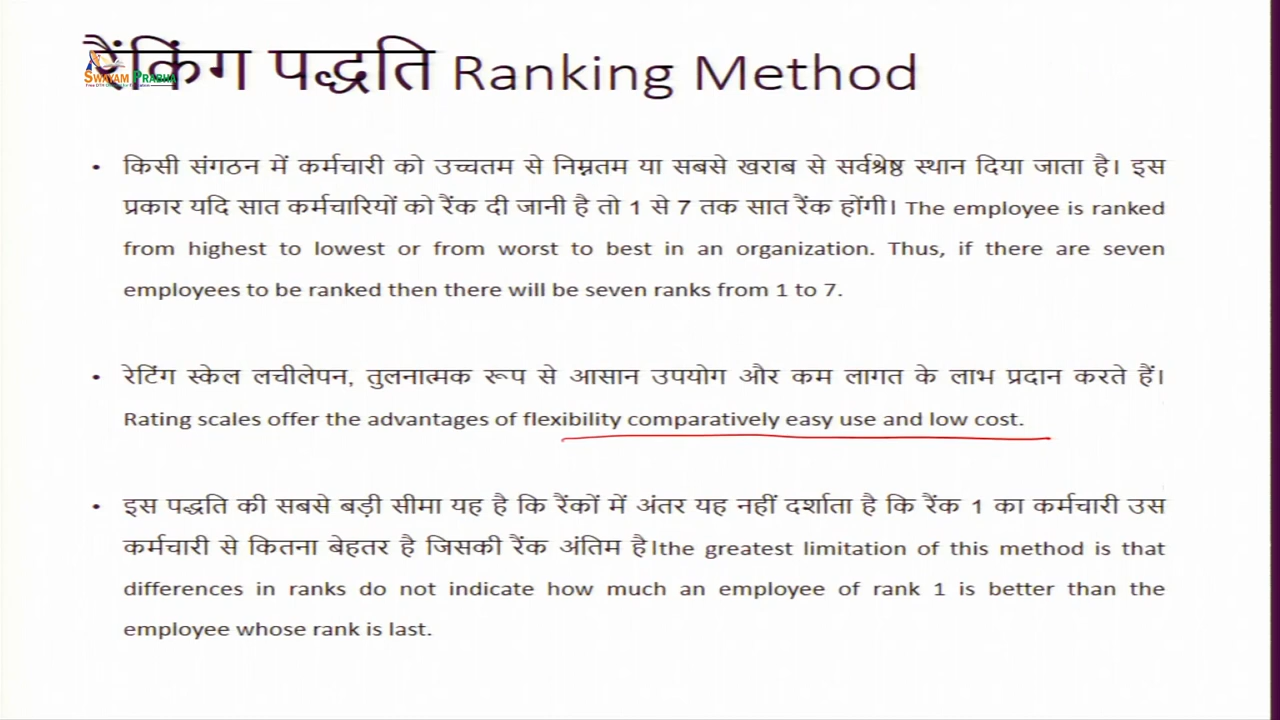 रैंकिंग पद्धति Ranking Method
SWAYAM PRABHA
• किसी संगठन में कर्मचारी को उच्चतम से निम्नतम या सबसे खराब से सर्वश्रेष्ठ स्थान दिया जाता है। इस
प्रकार यदि सात कर्मचारियों को रैंक दी जानी है तो 1 से 7 तक सात रैंक होंगी। The employee is ranked
from highest to lowest or from worst to best in an organization. Thus, if there are seven
employees to be ranked then there will be seven ranks from 1 to 7.
• रेटिंग स्केल लचीलेपन, तुलनात्मक रूप से आसान उपयोग और कम लागत के लाभ प्रदान करते हैं।
Rating scales offer the advantages of flexibility comparatively easy use and low cost.
• इस पद्धति की सबसे बड़ी सीमा यह है कि रैंकों में अंतर यह नहीं दर्शाता है कि रैंक 1 का कर्मचारी उस
कर्मचारी से कितना बेहतर है जिसकी रैंक अंतिम है।the greatest limitation of this method is that
differences in ranks do not indicate how much an employee of rank 1 is better than the
employee whose rank is last.